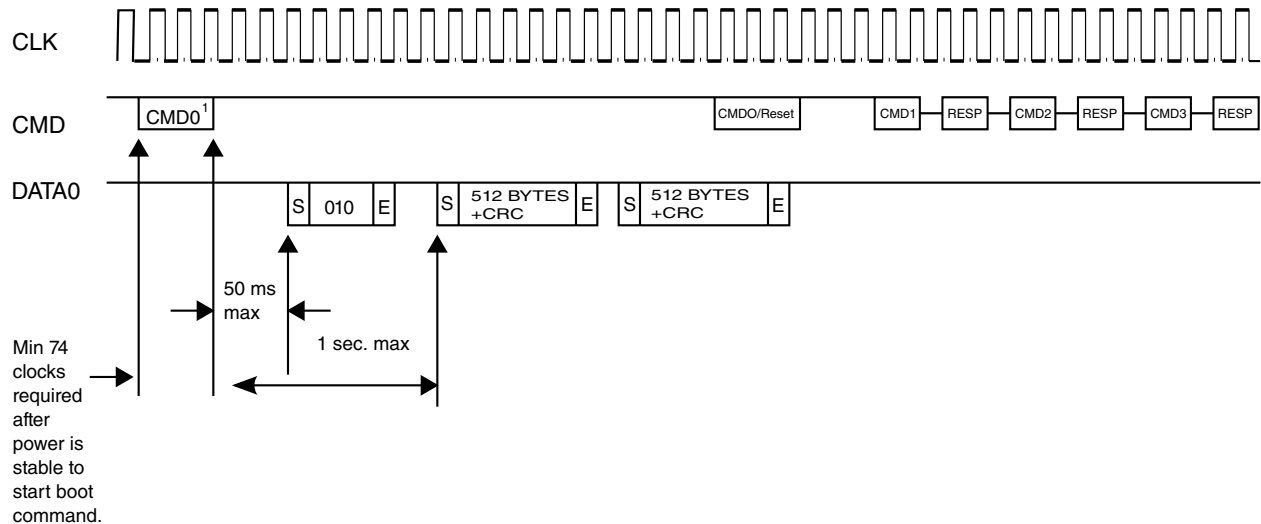 CLK
CMD
CMD0¹
CMDO/Reset
CMD1
RESP
CMD2
RESP
CMD3
RESP
DATA0
S
010
E
S
512 BYTES
+CRC
E
S
512 BYTES
+CRC
E
50 ms
max
1 sec. max
Min 74
clocks
required
after
power is
stable to
start boot
command.